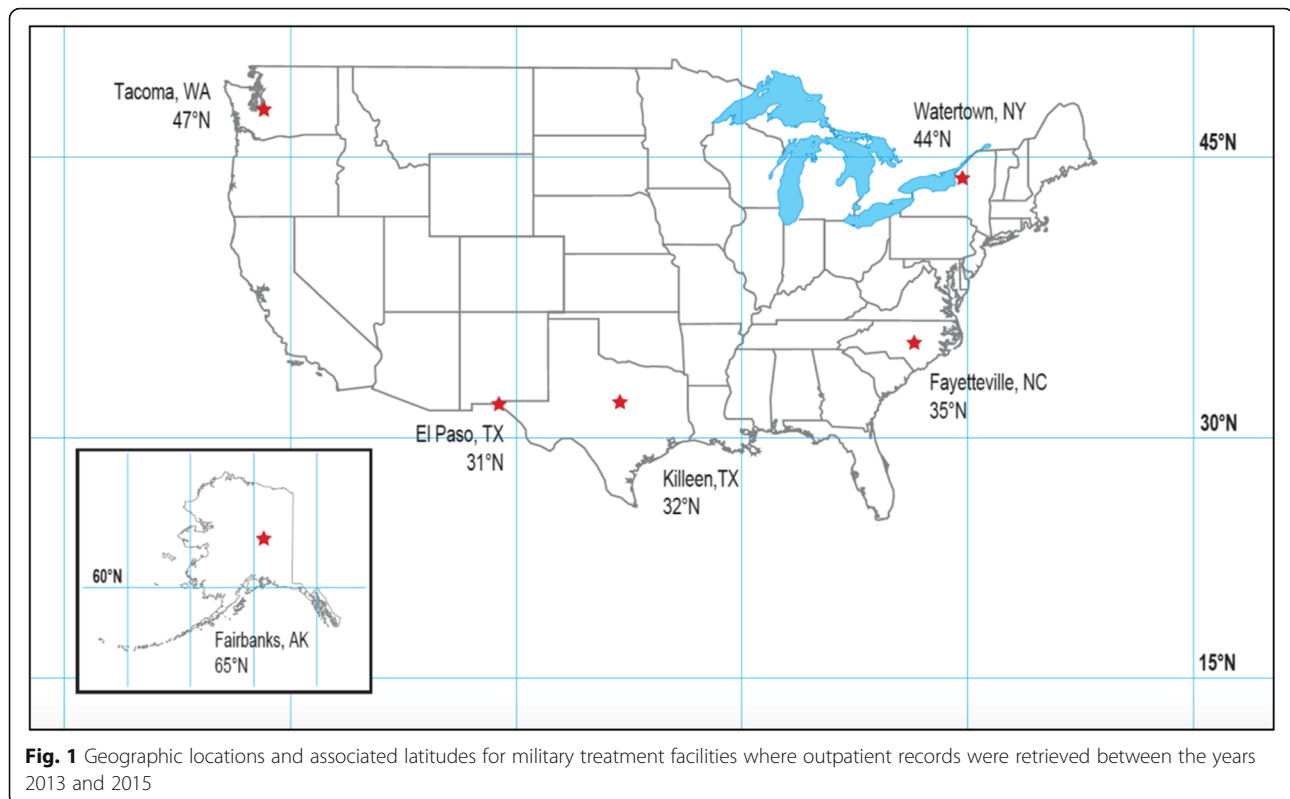 Tacoma, WA
47°N
Watertown, NY
44°N
45°N
Fayetteville, NC
35°N
El Paso, TX
31°N
30°N
Killeen,TX
32°N
60°N
Fairbanks, AK
65°N
15°N
Fig. 1 Geographic locations and associated latitudes for military treatment facilities where outpatient records were retrieved between the years
2013 and 2015